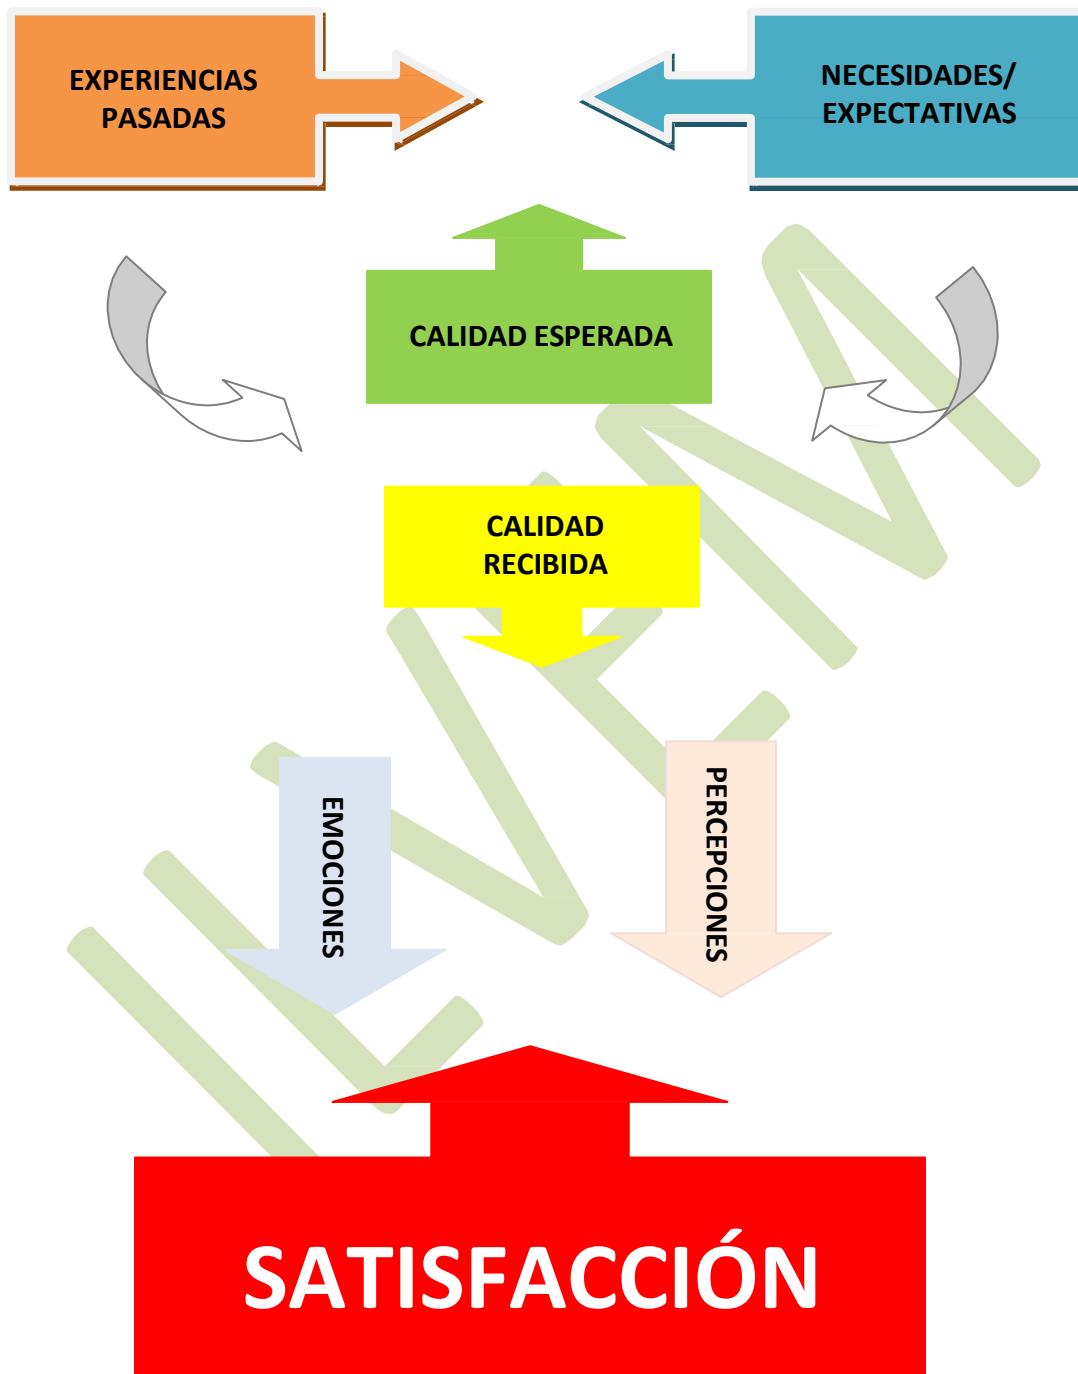 EXPERIENCIAS
PASADAS
NECESIDADES/
EXPECTATIVAS
CALIDAD ESPERADA
CALIDAD
RECIBIDA
EMOCIONES
PERCEPCIONES
SATISFACCIÓN